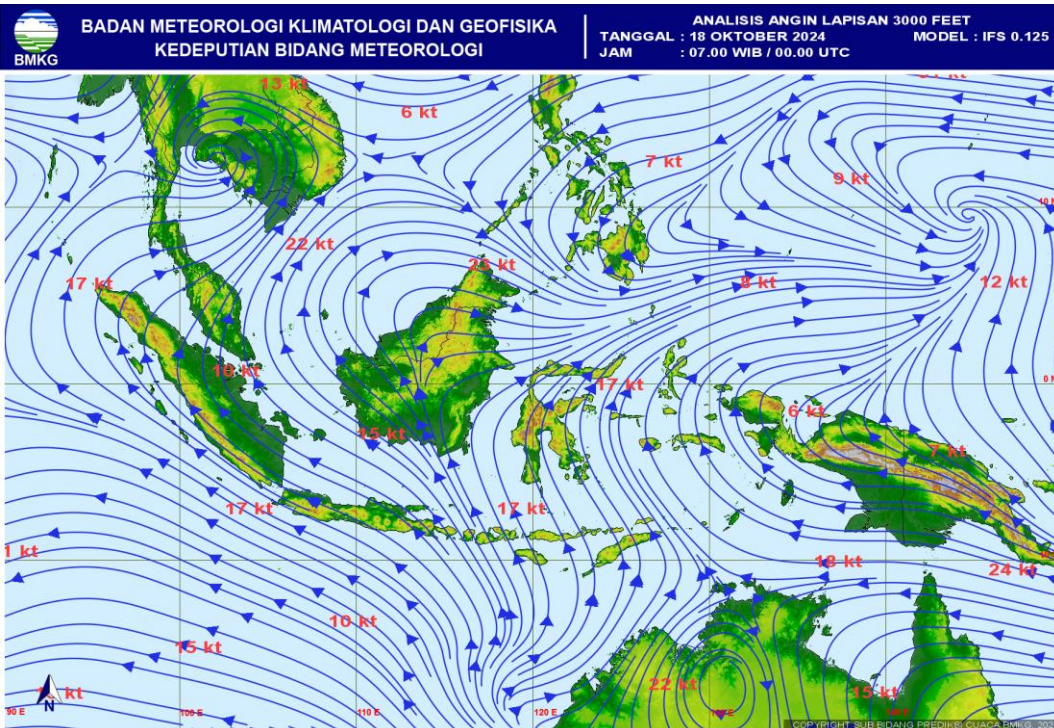 BADAN METEOROLOGI KLIMATOLOGI DAN GEOFISIKA
KEDEPUTIAN BIDANG METEOROLOGI
BMKG
ANALISIS ANGIN LAPISAN 3000 FEET
TANGGAL : 18 OKTOBER 2024 MODEL : IFS 0.125
JAM : 07.00 WIB / 00.00 UTC
13 kt
6 kt
7 kt
9 kt
22 kt
23 kt
17 kt
8 kt
12 kt
10 kt
17 kt
6 kt
15 kt
7 kt
17 kt
17 kt
1 kt
18 kt
24 kt
10 kt
15 kt
22 kt
15 kt
kt
N
90 E
100 E
110 E
120 E
COPYRIGHT SUB BIDANG PREDIKSI CUACA BMKG, 20